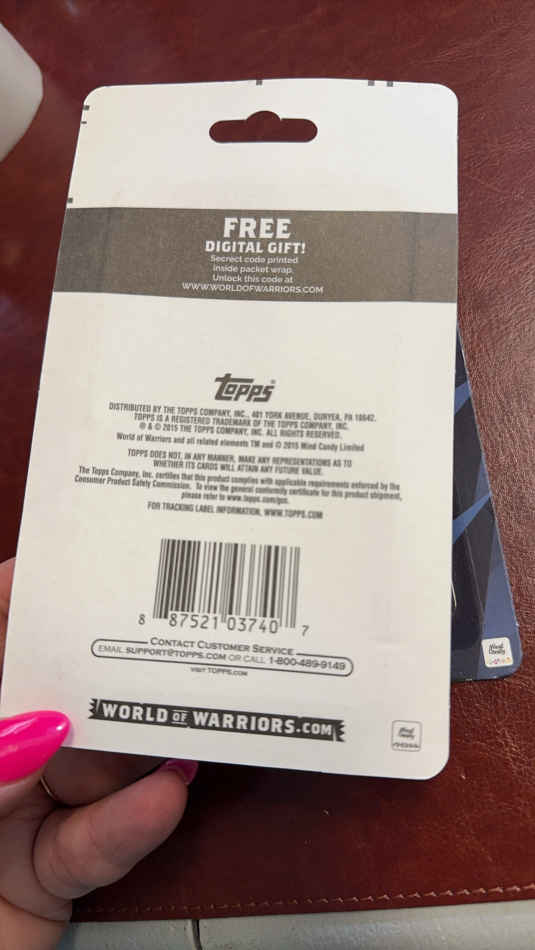 FREE
DIGITAL GIFT!
Secrect code printed
inside packet wrap.
Unlock this code at
WWW.WORLDOFWARRIORS.COM
topps®
DISTRIBUTED BY THE TOPPS COMPANY, INC., 401 YORK AVENUE, DURYEA, PA 18642.
TOPPS IS A REGISTERED TRADEMARK OF THE TOPPS COMPANY, INC.
® & © 2015 THE TOPPS COMPANY, INC. ALL RIGHTS RESERVED.
World of Warriors and all related elements TM and © 2015 Mind Candy Limited
TOPPS DOES NOT, IN ANY MANNER, MAKE ANY REPRESENTATIONS AS TO
WHETHER ITS CARDS WILL ATTAIN ANY FUTURE VALUE.
The Topps Company, Inc. certifies that this product complies with applicable requirements enforced by the
Consumer Product Safety Commission. To view the general conformity certificate for this product shipment,
please refer to www.topps/gcc.
FOR TRACKING LABEL INFORMATION, WWW.TOPPS.COM
8 87521 03740 7
CONTACT CUSTOMER SERVICE
EMAIL SUPPORT@TOPPS.COM OR CALL 1-800-489-9149
VISIT TOPPS.COM
WORLD OF WARRIORS.COM
Mind
Candy
Mind
Candy